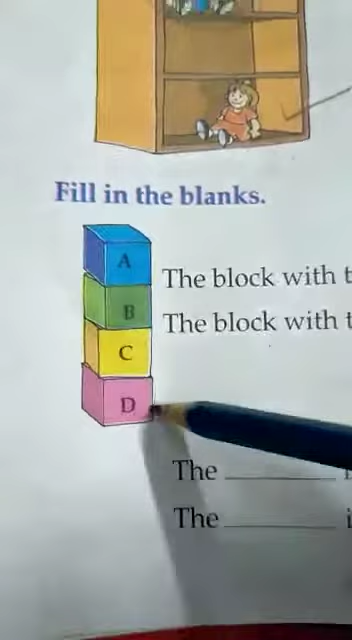 Fill in the blanks.
A
B
C
D
The block with
The block with
The
The